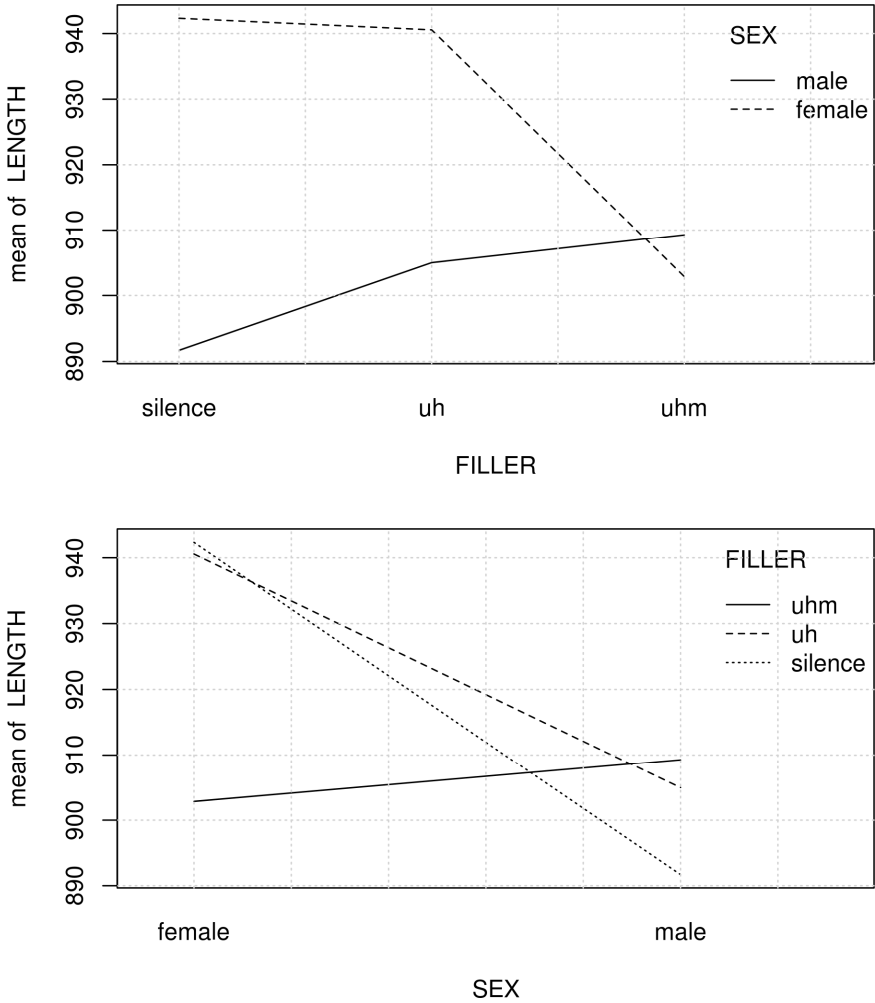 940
930
920
910
900
890
mean of LENGTH
SEX
male
female
silence uh uhm
FILLER
940
930
920
910
900
890
mean of LENGTH
FILLER
uhm
uh
silence
female male
SEX